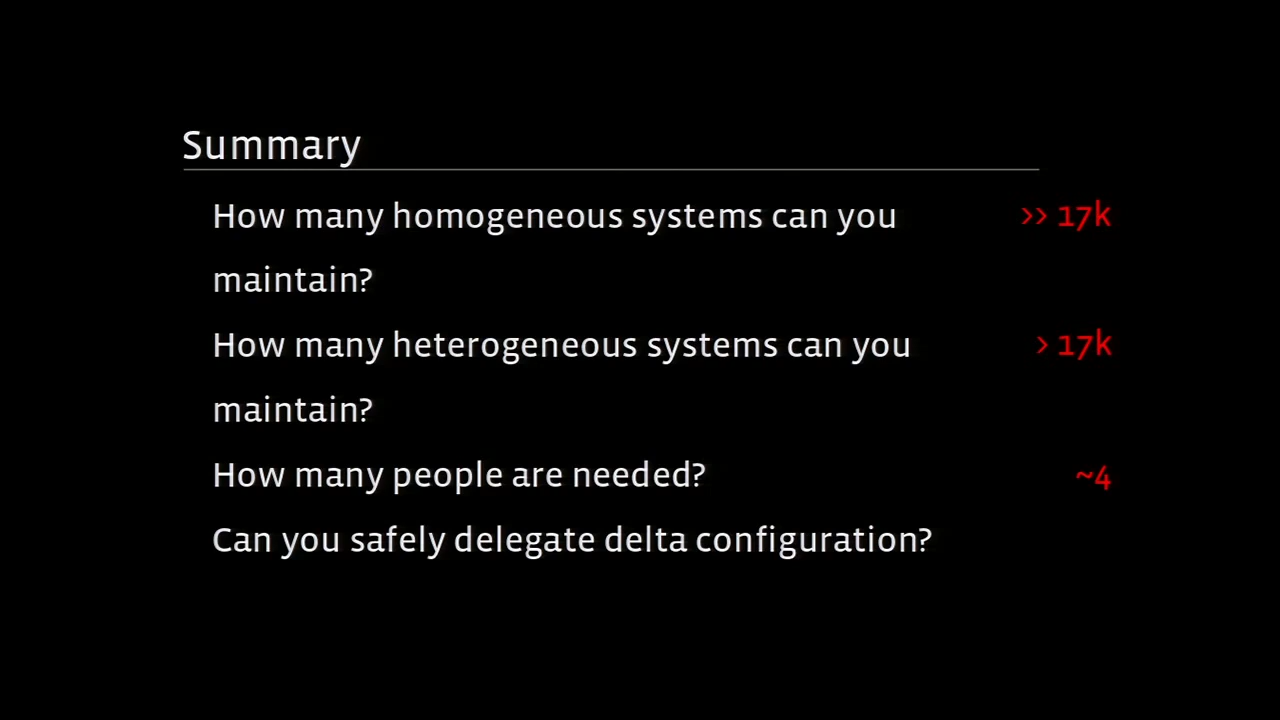 Summary
How many homogeneous systems can you >> 17k
maintain?
How many heterogeneous systems can you > 17k
maintain?
How many people are needed? ~4
Can you safely delegate delta configuration?